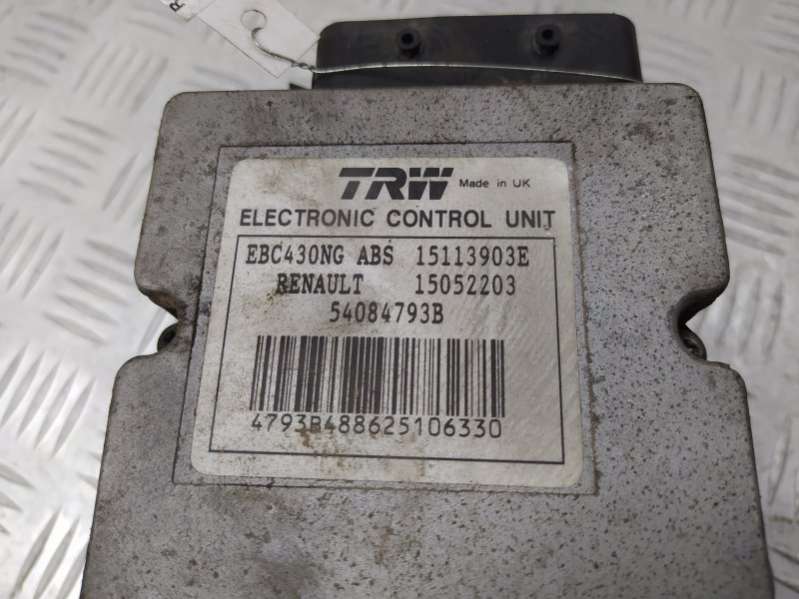 R
TRW Made in UK
ELECTRONIC CONTROL UNIT
EBC430NG ABS 15113903E
RENAULT 15052203
54084793B
4793B488625106330